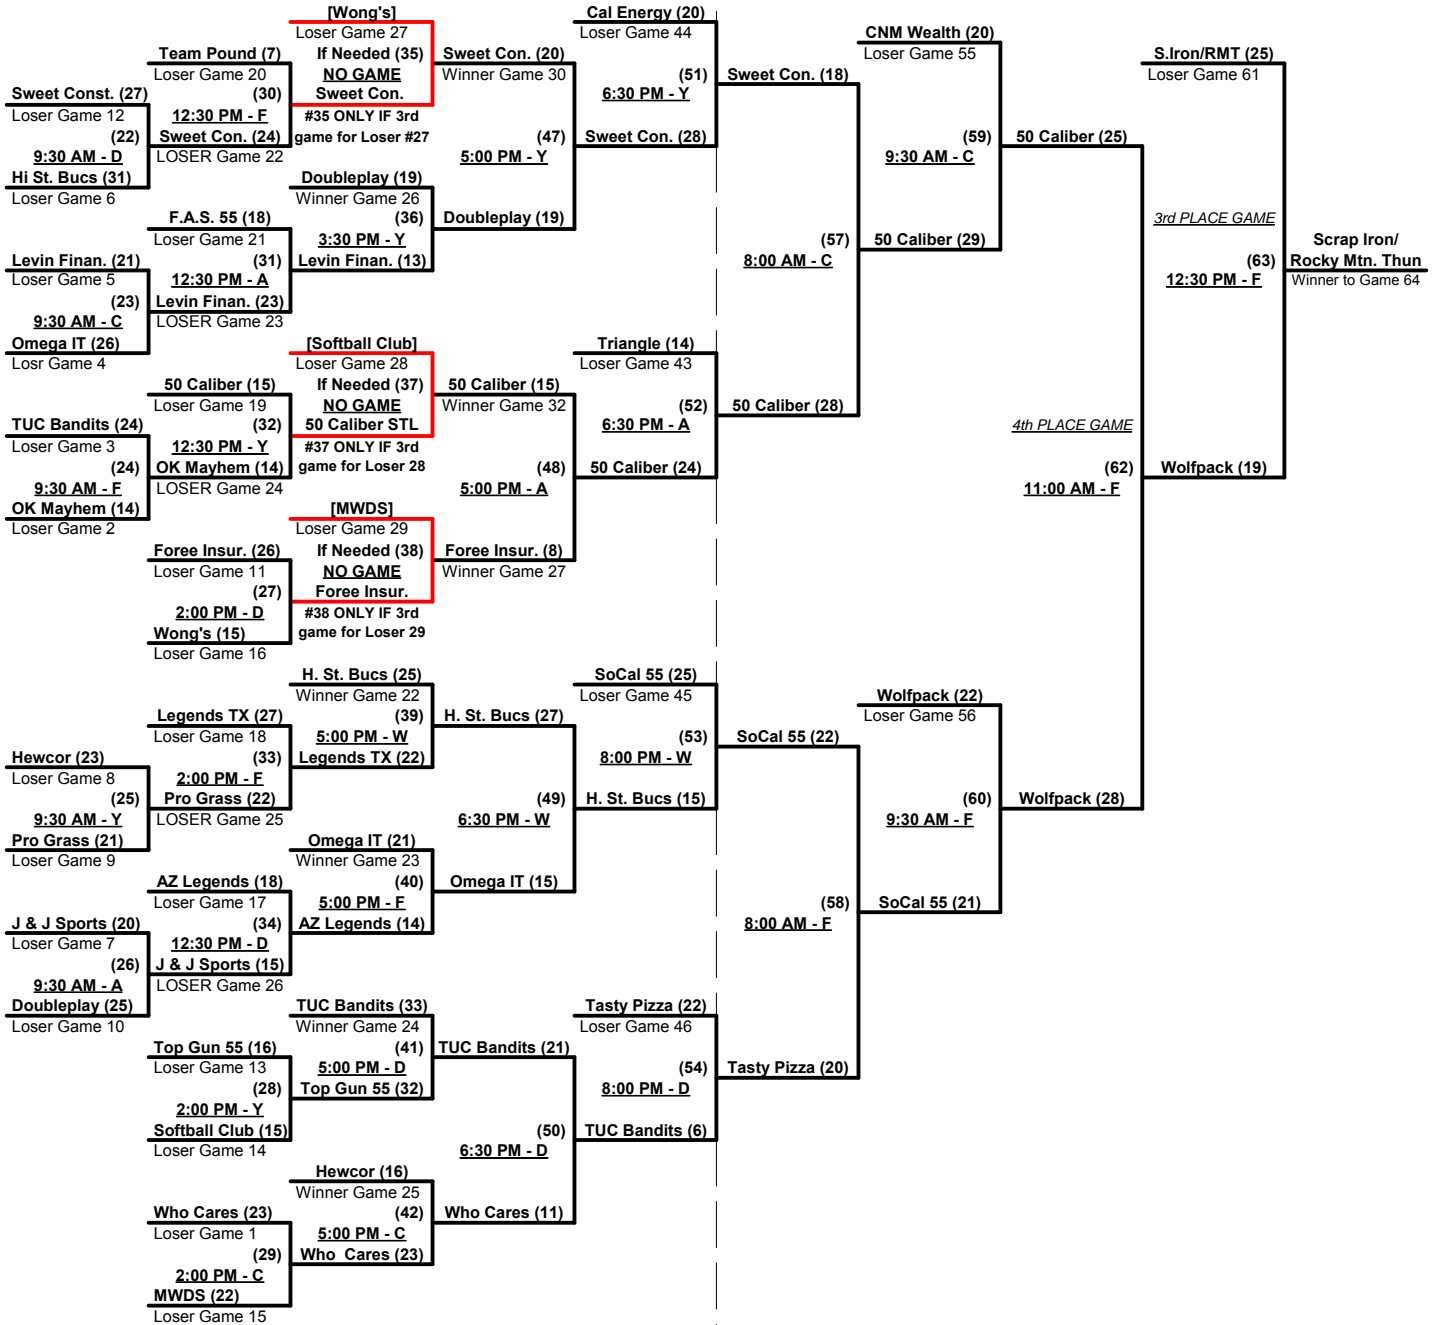 [Wong's]
Loser Game 27
If Needed (35)
NO GAME
Sweet Con.
#35 ONLY IF 3rd
game for Loser #27
Team Pound (7)
Loser Game 20
(30)
12:30 PM - F
Sweet Con. (24)
LOSER Game 22
Sweet Const. (27)
Loser Game 12
(22)
9:30 AM - D
Hi St. Bucs (31)
Loser Game 6
Sweet Con. (20)
Winner Game 30
(47)
5:00 PM - Y
Doubleplay (19)
Cal Energy (20)
Loser Game 44
(51)
6:30 PM - Y
Sweet Con. (28)
Doubleplay (19)
Winner Game 26
(36)
3:30 PM - Y
Levin Finan. (13)
F.A.S. 55 (18)
Loser Game 21
(31)
12:30 PM - A
Levin Finan. (23)
LOSER Game 23
Levin Finan. (21)
Loser Game 5
(23)
9:30 AM - C
Omega IT (26)
Losr Game 4
Sweet Con. (18)
(57)
8:00 AM - C
50 Caliber (28)
CNM Wealth (20)
Loser Game 55
(59)
9:30 AM - C
50 Caliber (29)
50 Caliber (25)
4th PLACE GAME
(62)
11:00 AM - F
Wolfpack (28)
S.Iron/RMT (25)
Loser Game 61
3rd PLACE GAME
(63)
12:30 PM - F
Wolfpack (19)
Scrap Iron/
Rocky Mtn. Thun
Winner to Game 64
[Softball Club]
Loser Game 28
If Needed (37)
NO GAME
50 Caliber STL
#37 ONLY IF 3rd
game for Loser 28
50 Caliber (15)
Loser Game 19
(32)
12:30 PM - Y
OK Mayhem (14)
LOSER Game 24
TUC Bandits (24)
Loser Game 3
(24)
9:30 AM - F
OK Mayhem (14)
Loser Game 2
50 Caliber (15)
Winner Game 32
(48)
5:00 PM - A
Foree Insur. (8)
Winner Game 27
Triangle (14)
Loser Game 43
(52)
6:30 PM - A
50 Caliber (24)
[MWDS]
Loser Game 29
If Needed (38)
NO GAME
Foree Insur.
#38 ONLY IF 3rd
game for Loser 29
Foree Insur. (26)
Loser Game 11
(27)
2:00 PM - D
Wong's (15)
Loser Game 16
H. St. Bucs (25)
Winner Game 22
(39)
5:00 PM - W
Legends TX (22)
Legends TX (27)
Loser Game 18
(33)
2:00 PM - F
Pro Grass (22)
LOSER Game 25
Hewcor (23)
Loser Game 8
(25)
9:30 AM - Y
Pro Grass (21)
Loser Game 9
H. St. Bucs (27)
(49)
6:30 PM - W
Omega IT (15)
SoCal 55 (25)
Loser Game 45
(53)
8:00 PM - W
H. St. Bucs (15)
SoCal 55 (22)
(58)
8:00 AM - F
Tasty Pizza (20)
Wolfpack (22)
Loser Game 56
(60)
9:30 AM - F
SoCal 55 (21)
Omega IT (21)
Winner Game 23
(40)
5:00 PM - F
AZ Legends (14)
AZ Legends (18)
Loser Game 17
(34)
12:30 PM - D
J & J Sports (15)
LOSER Game 26
J & J Sports (20)
Loser Game 7
(26)
9:30 AM - A
Doubleplay (25)
Loser Game 10
TUC Bandits (33)
Winner Game 24
(41)
5:00 PM - D
Top Gun 55 (32)
Top Gun 55 (16)
Loser Game 13
(28)
2:00 PM - Y
Softball Club (15)
Loser Game 14
TUC Bandits (21)
(50)
6:30 PM - D
Who Cares (11)
Tasty Pizza (22)
Loser Game 46
(54)
8:00 PM - D
TUC Bandits (6)
Hewcor (16)
Winner Game 25
(42)
5:00 PM - C
Who Cares (23)
Who Cares (23)
Loser Game 1
(29)
2:00 PM - C
MWDS (22)
Loser Game 15